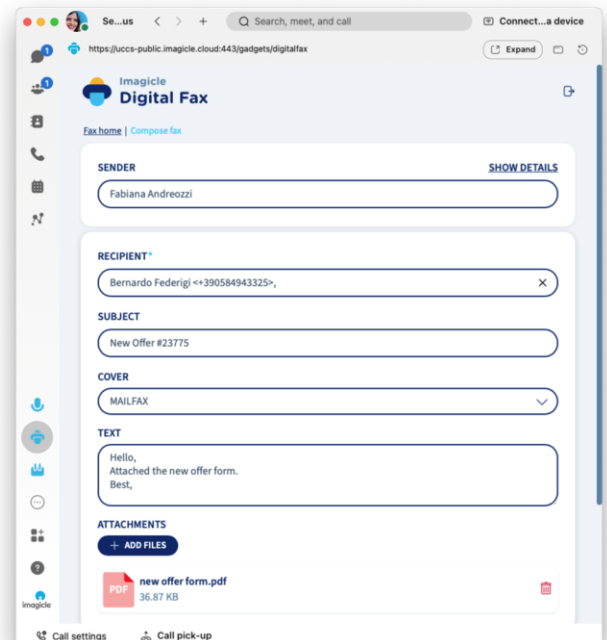 Se...us
Search, meet, and call
Connect...a device
1
https://uccs-public.imagicle.cloud:443/gadgets/digitalfax
Expand
1
Imagicle
Digital Fax
Fax home | Compose fax
SENDER
SHOW DETAILS
Fabiana Andreozzi
RECIPIENT*
Bernardo Federigi <+390584943325>,
SUBJECT
New Offer #23775
COVER
MAILFAX
TEXT
Hello,
Attached the new offer form.
Best,
ATTACHMENTS
+ ADD FILES
PDF
new offer form.pdf
36.87 KB
imagicle
Call settings
Call pick-up